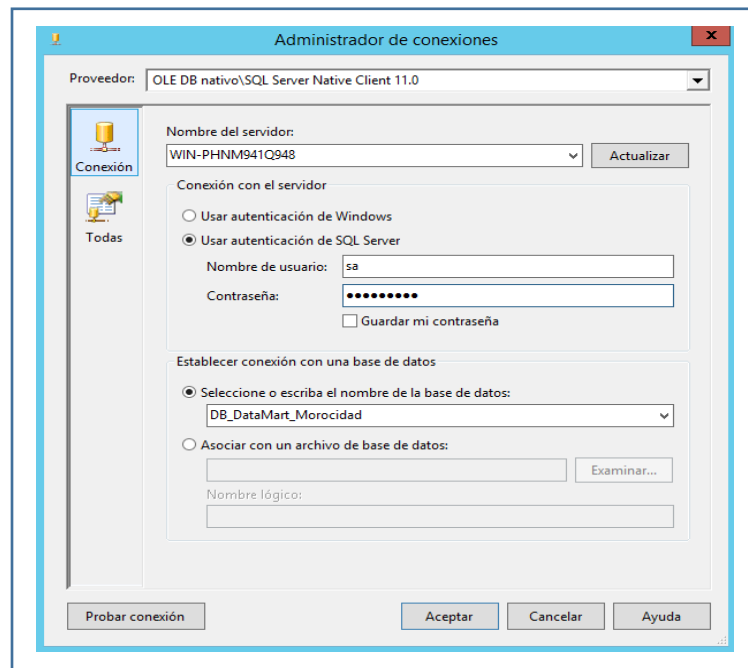 Administrador de conexiones
x
Proveedor: OLE DB nativo\SQL Server Native Client 11.0
Conexión
Todas
Nombre del servidor:
WIN-PHNM941Q948 Actualizar
Conexión con el servidor
Usar autenticación de Windows
Usar autenticación de SQL Server
Nombre de usuario: sa
Contraseña: •••••••••
Guardar mi contraseña
Establecer conexión con una base de datos
Seleccione o escriba el nombre de la base de datos:
DB_DataMart_Morocidad
Asociar con un archivo de base de datos:
Examinar...
Nombre lógico:
Probar conexión Aceptar Cancelar Ayuda